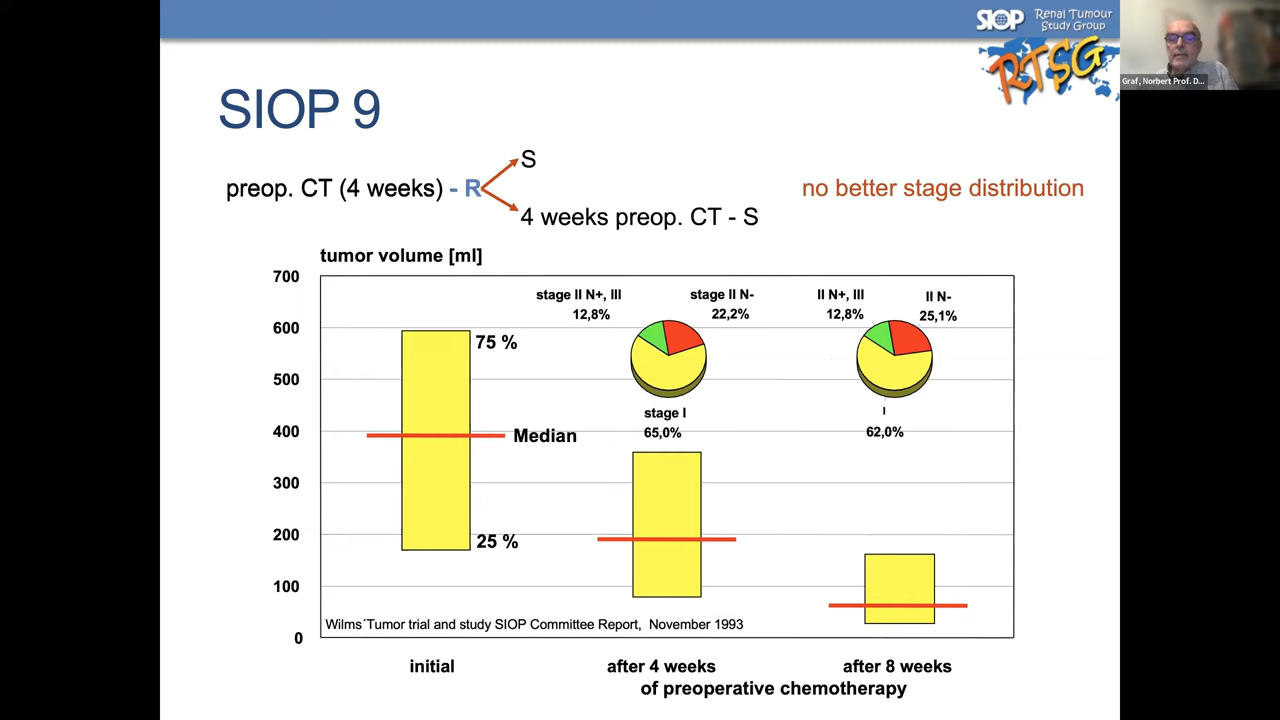 SIOP Renal Tumour
Study Group
RTSG
Graf, Norbert Prof. D...
SIOP 9
S
preop. CT (4 weeks) - R
no better stage distribution
4 weeks preop. CT - S
tumor volume [ml]
700
600
500
400
300
200
100
0
75 %
Median
25 %
stage II N+, III
12,8%
stage II N-
22,2%
stage I
65,0%
II N+, III
12,8%
II N-
25,1%
I
62,0%
Wilms´Tumor trial and study SIOP Committee Report, November 1993
initial
after 4 weeks
after 8 weeks
of preoperative chemotherapy